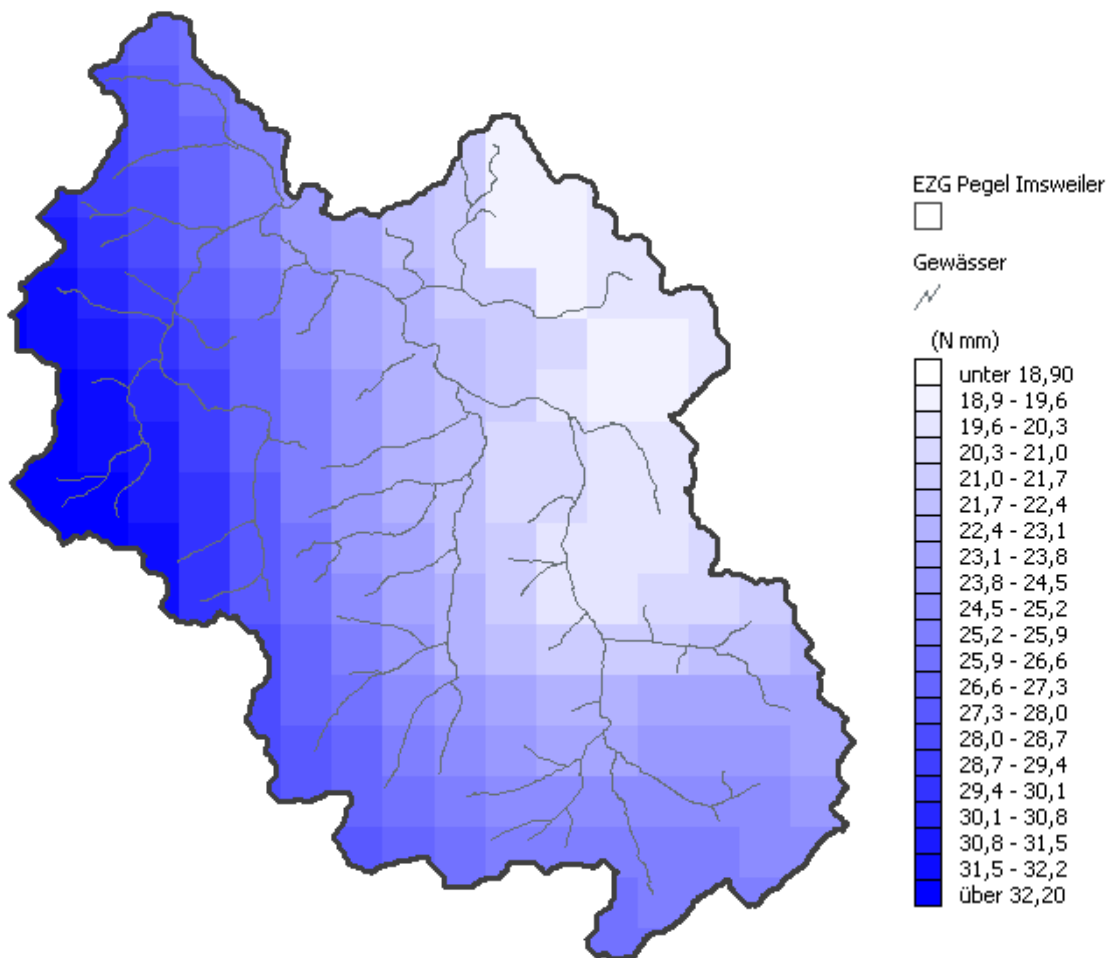 EZG Pegel Imsweiler
Gewässer
(N mm)
unter 18,90
18,9 - 19,6
19,6 - 20,3
20,3 - 21,0
21,0 - 21,7
21,7 - 22,4
22,4 - 23,1
23,1 - 23,8
23,8 - 24,5
24,5 - 25,2
25,2 - 25,9
25,9 - 26,6
26,6 - 27,3
27,3 - 28,0
28,0 - 28,7
28,7 - 29,4
29,4 - 30,1
30,1 - 30,8
30,8 - 31,5
31,5 - 32,2
über 32,20